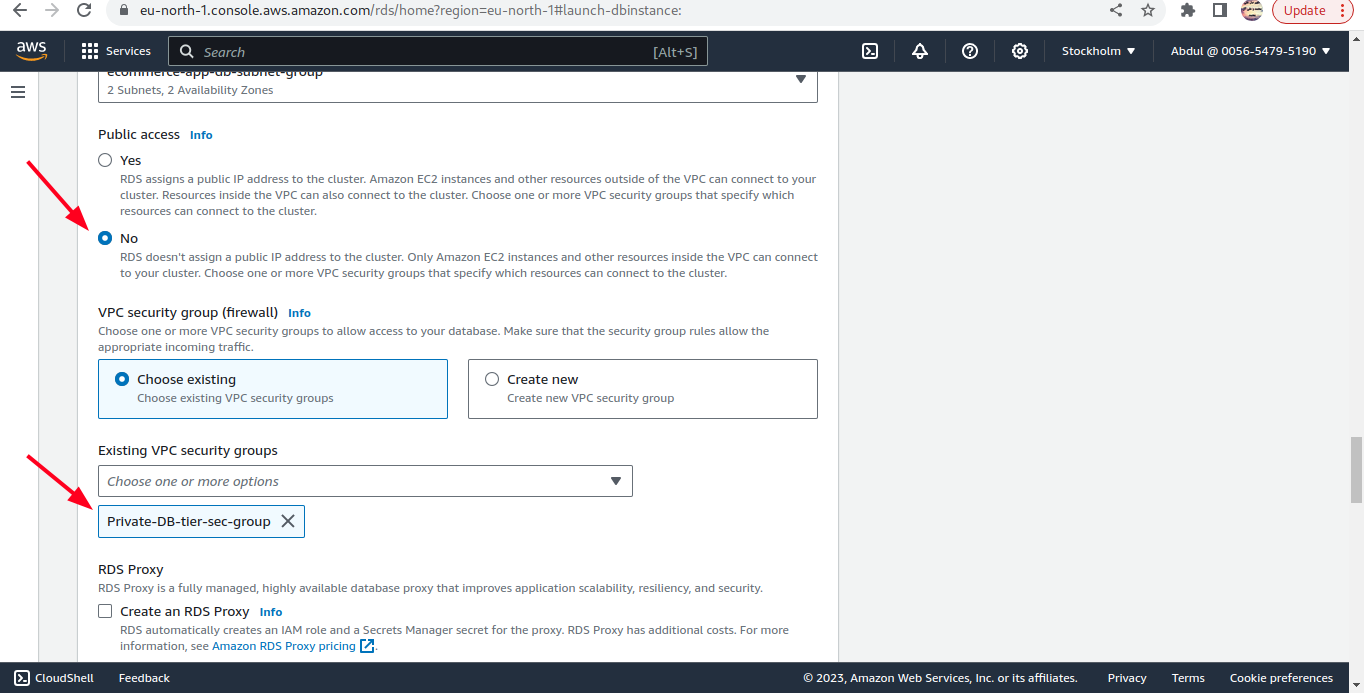 eu-north-1.console.aws.amazon.com/rds/home?region=eu-north-1#launch-dbinstance:
Update
aws
Services
Search
[Alt+S]
Stockholm
Abdul @ 0056-5479-5190
ecommerce-app-db-subnet-group
2 Subnets, 2 Availability Zones
Public access Info
Yes
RDS assigns a public IP address to the cluster. Amazon EC2 instances and other resources outside of the VPC can connect to your
cluster. Resources inside the VPC can also connect to the cluster. Choose one or more VPC security groups that specify which
resources can connect to the cluster.
No
RDS doesn't assign a public IP address to the cluster. Only Amazon EC2 instances and other resources inside the VPC can connect
to your cluster. Choose one or more VPC security groups that specify which resources can connect to the cluster.
VPC security group (firewall) Info
Choose one or more VPC security groups to allow access to your database. Make sure that the security group rules allow the
appropriate incoming traffic.
Choose existing
Choose existing VPC security groups
Create new
Create new VPC security group
Existing VPC security groups
Choose one or more options
Private-DB-tier-sec-group
RDS Proxy
RDS Proxy is a fully managed, highly available database proxy that improves application scalability, resiliency, and security.
Create an RDS Proxy Info
RDS automatically creates an IAM role and a Secrets Manager secret for the proxy. RDS Proxy has additional costs. For more
information, see Amazon RDS Proxy pricing.
CloudShell
Feedback
© 2023, Amazon Web Services, Inc. or its affiliates.
Privacy
Terms
Cookie preferences